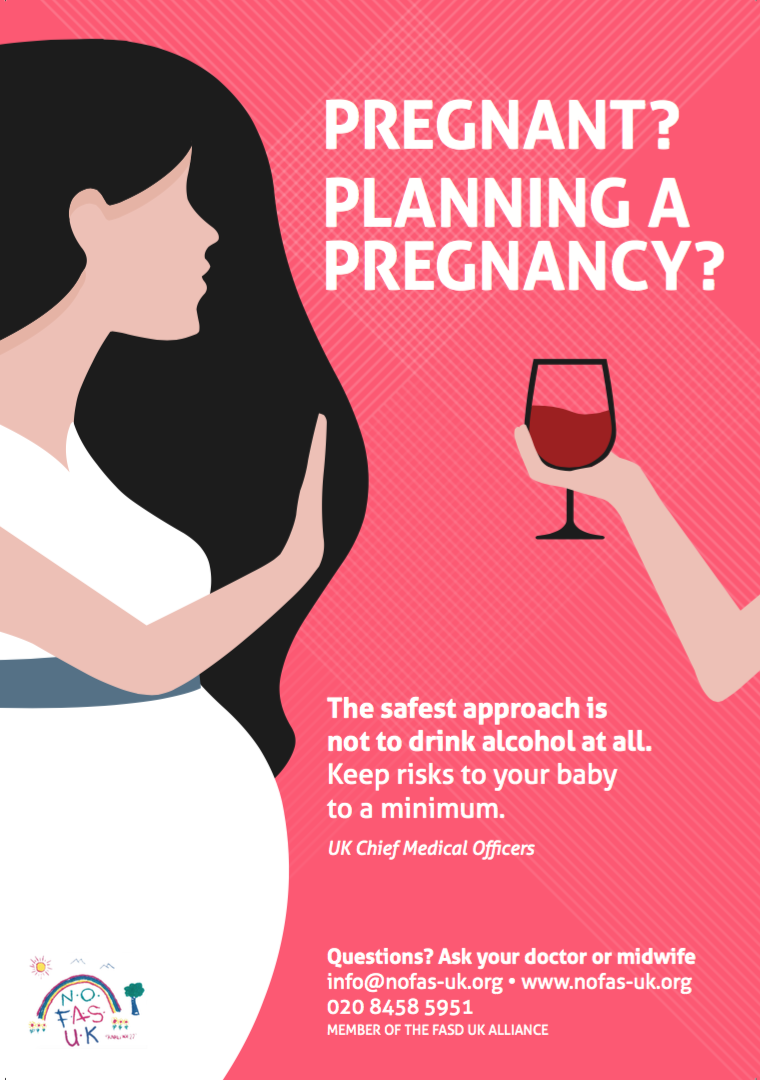 PREGNANT?
PLANNING A
PREGNANCY?
The safest approach is
not to drink alcohol at all.
Keep risks to your baby
to a minimum.
UK Chief Medical Officers
Questions? Ask your doctor or midwife
info@nofas-uk.org • www.nofas-uk.org
020 8458 5951
MEMBER OF THE FASD UK ALLIANCE
N·O·
F·A·S·
U·K